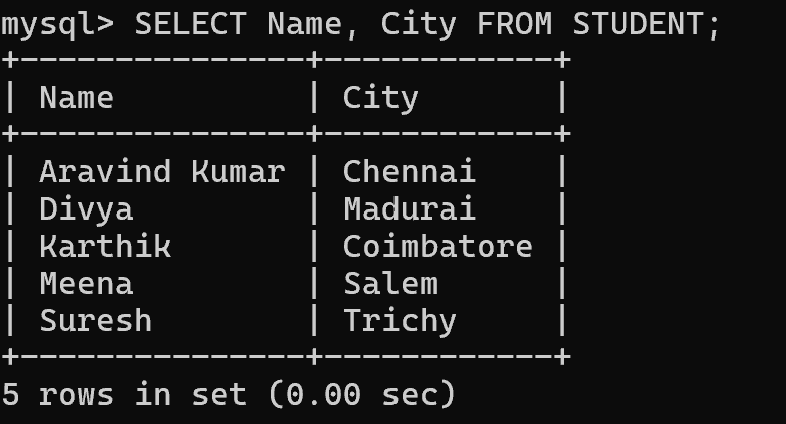 mysql> SELECT Name, City FROM STUDENT;
+---------------+------------+
| Name          | City       |
+---------------+------------+
| Aravind Kumar | Chennai    |
| Divya         | Madurai    |
| Karthik       | Coimbatore |
| Meena         | Salem      |
| Suresh        | Trichy     |
+---------------+------------+
5 rows in set (0.00 sec)